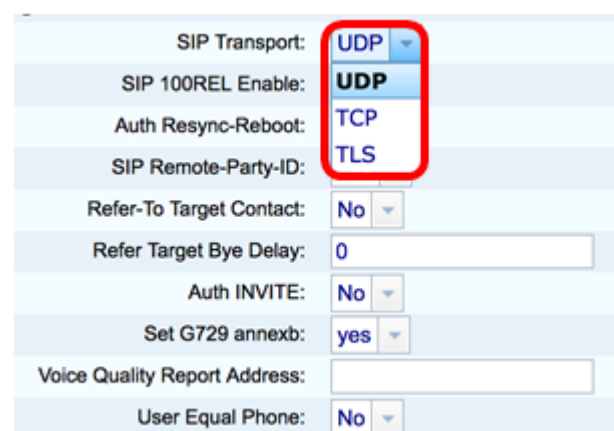 SIP Transport: UDP
SIP 100REL Enable: UDP
Auth Resync-Reboot: TCP
SIP Remote-Party-ID: TLS
Refer-To Target Contact: No
Refer Target Bye Delay: 0
Auth INVITE: No
Set G729 annexb: yes
Voice Quality Report Address:
User Equal Phone: No